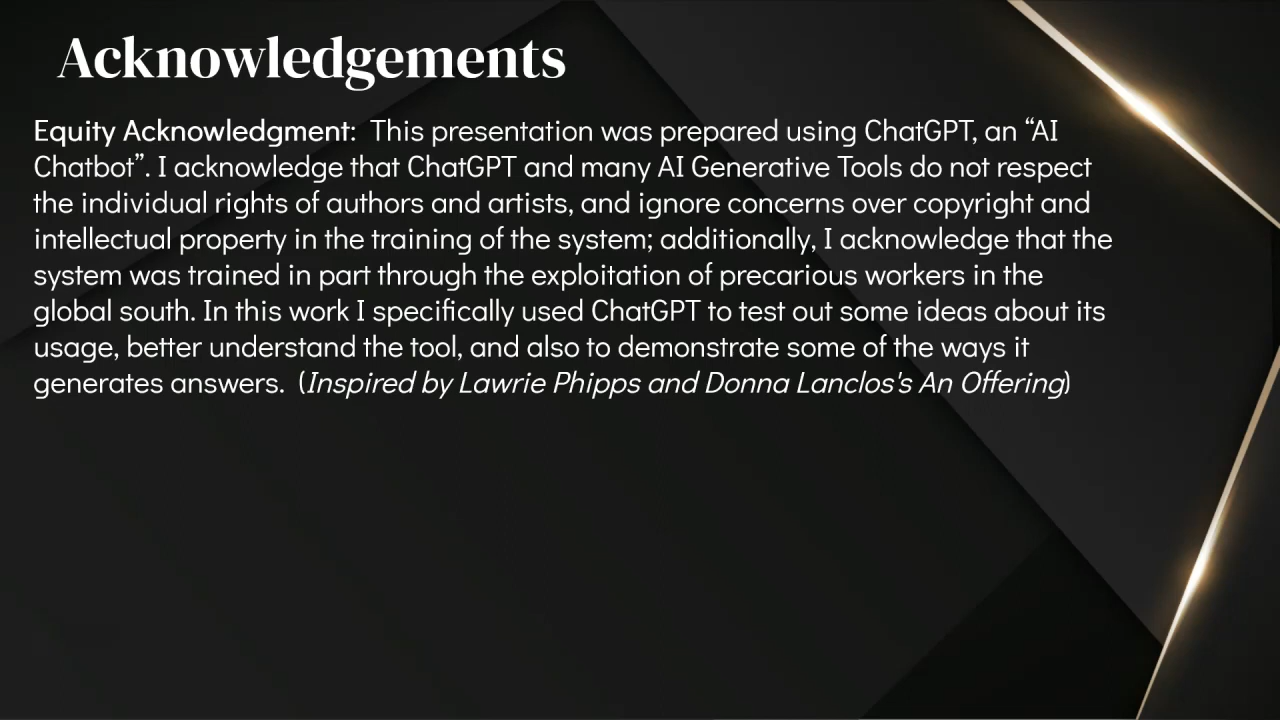 Acknowledgements
Equity Acknowledgment:  This presentation was prepared using ChatGPT, an “AI
Chatbot”. I acknowledge that ChatGPT and many AI Generative Tools do not respect
the individual rights of authors and artists, and ignore concerns over copyright and
intellectual property in the training of the system; additionally, I acknowledge that the
system was trained in part through the exploitation of precarious workers in the
global south. In this work I specifically used ChatGPT to test out some ideas about its
usage, better understand the tool, and also to demonstrate some of the ways it
generates answers.  (Inspired by Lawrie Phipps and Donna Lanclos's An Offering)